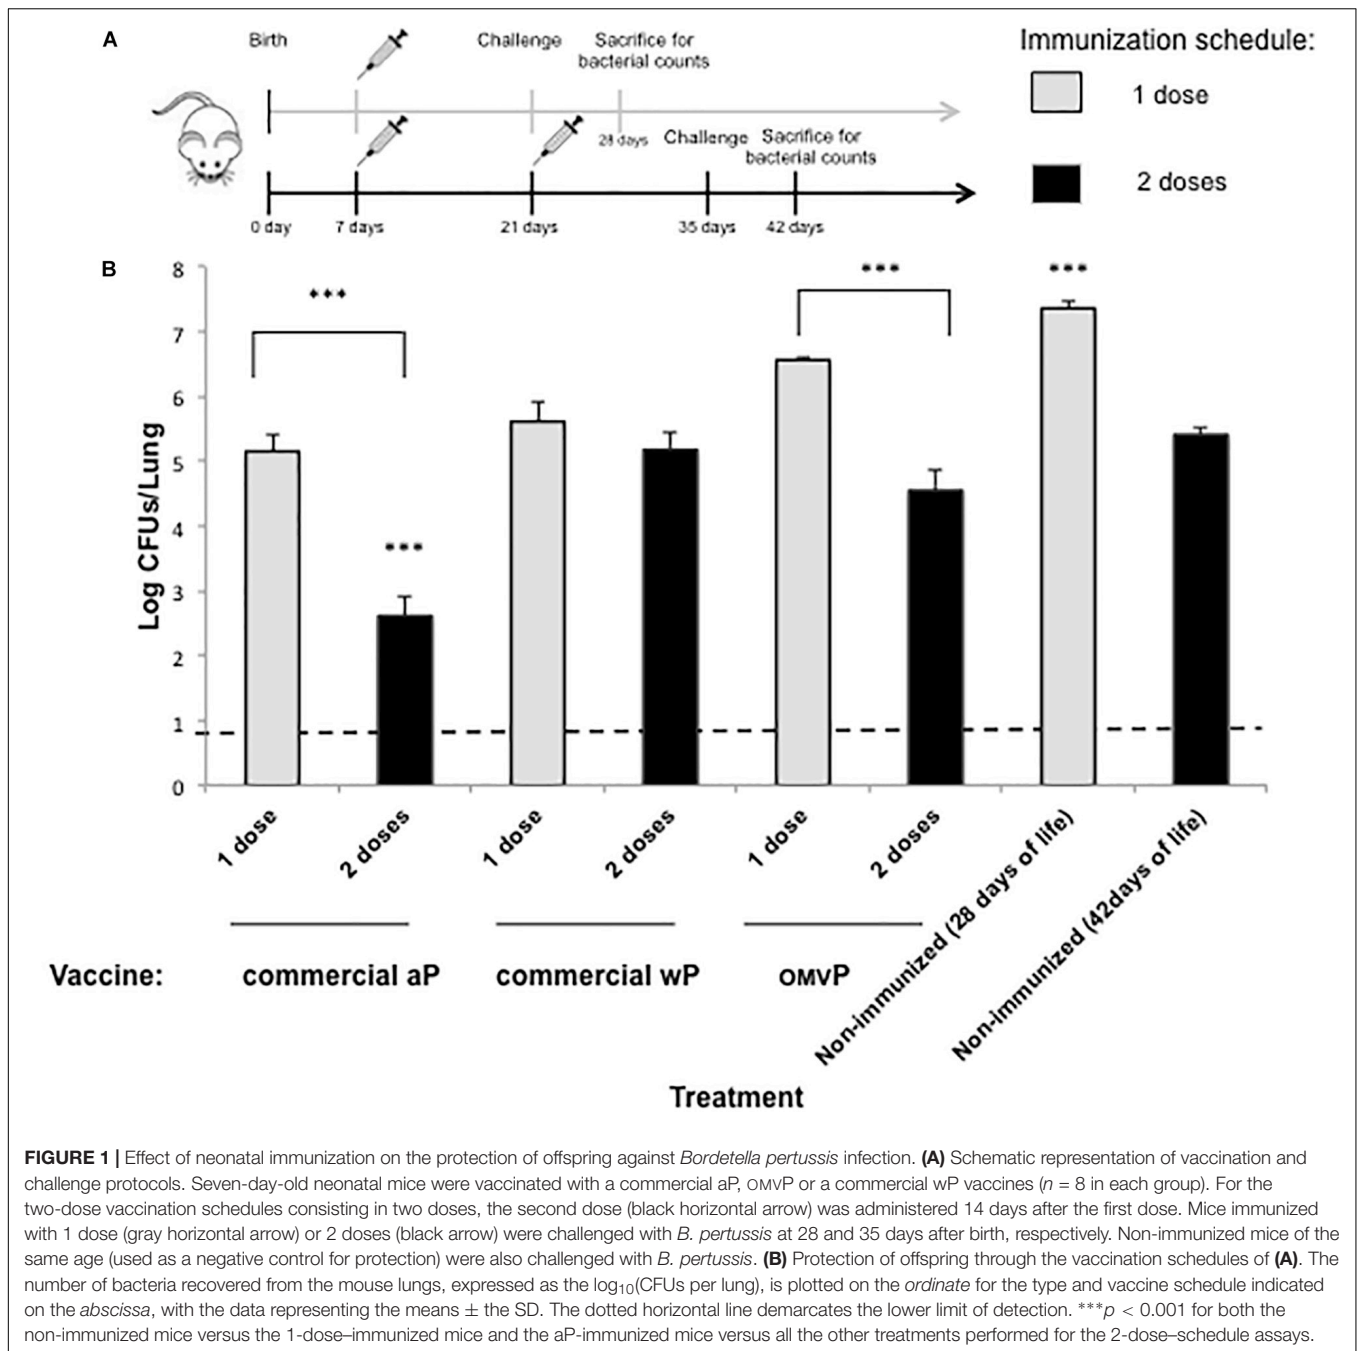 A
Birth
Challenge
Sacrifice for
bacterial counts
28 days
Challenge
Sacrifice for
bacterial counts
0 day
7 days
21 days
35 days
42 days
Immunization schedule:
1 dose
2 doses
B
Log CFUs/Lung
8
7
6
5
4
3
2
1
0
***
***
***
***
1 dose
2 doses
1 dose
2 doses
1 dose
2 doses
Non-immunized (28 days of life)
Non-immunized (42days of life)
Vaccine:
commercial aP
commercial wP
OMVP
Treatment
FIGURE 1 | Effect of neonatal immunization on the protection of offspring against Bordetella pertussis infection. (A) Schematic representation of vaccination and
challenge protocols. Seven-day-old neonatal mice were vaccinated with a commercial aP, OMVP or a commercial wP vaccines (n = 8 in each group). For the
two-dose vaccination schedules consisting in two doses, the second dose (black horizontal arrow) was administered 14 days after the first dose. Mice immunized
with 1 dose (gray horizontal arrow) or 2 doses (black arrow) were challenged with B. pertussis at 28 and 35 days after birth, respectively. Non-immunized mice of the
same age (used as a negative control for protection) were also challenged with B. pertussis. (B) Protection of offspring through the vaccination schedules of (A). The
number of bacteria recovered from the mouse lungs, expressed as the log10(CFUs per lung), is plotted on the ordinate for the type and vaccine schedule indicated
on the abscissa, with the data representing the means ± the SD. The dotted horizontal line demarcates the lower limit of detection. ***p < 0.001 for both the
non-immunized mice versus the 1-dose–immunized mice and the aP-immunized mice versus all the other treatments performed for the 2-dose–schedule assays.